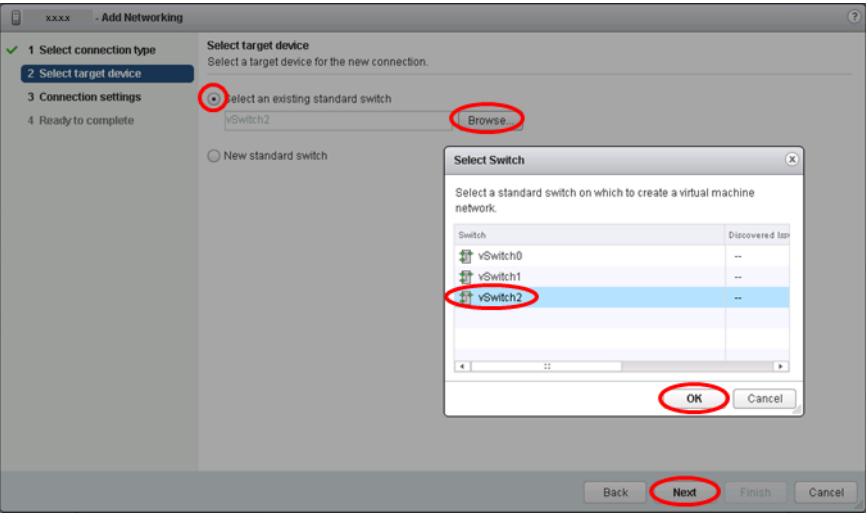 xxxx - Add Networking
1 Select connection type
2 Select target device
3 Connection settings
4 Ready to complete
Select target device
Select a target device for the new connection.
Select an existing standard switch
vSwitch2
Browse...
New standard switch
Select Switch
Select a standard switch on which to create a virtual machine
network.
Switch Discovered
vSwitch0 --
vSwitch1 --
vSwitch2 --
OK Cancel
Back Next Finish Cancel